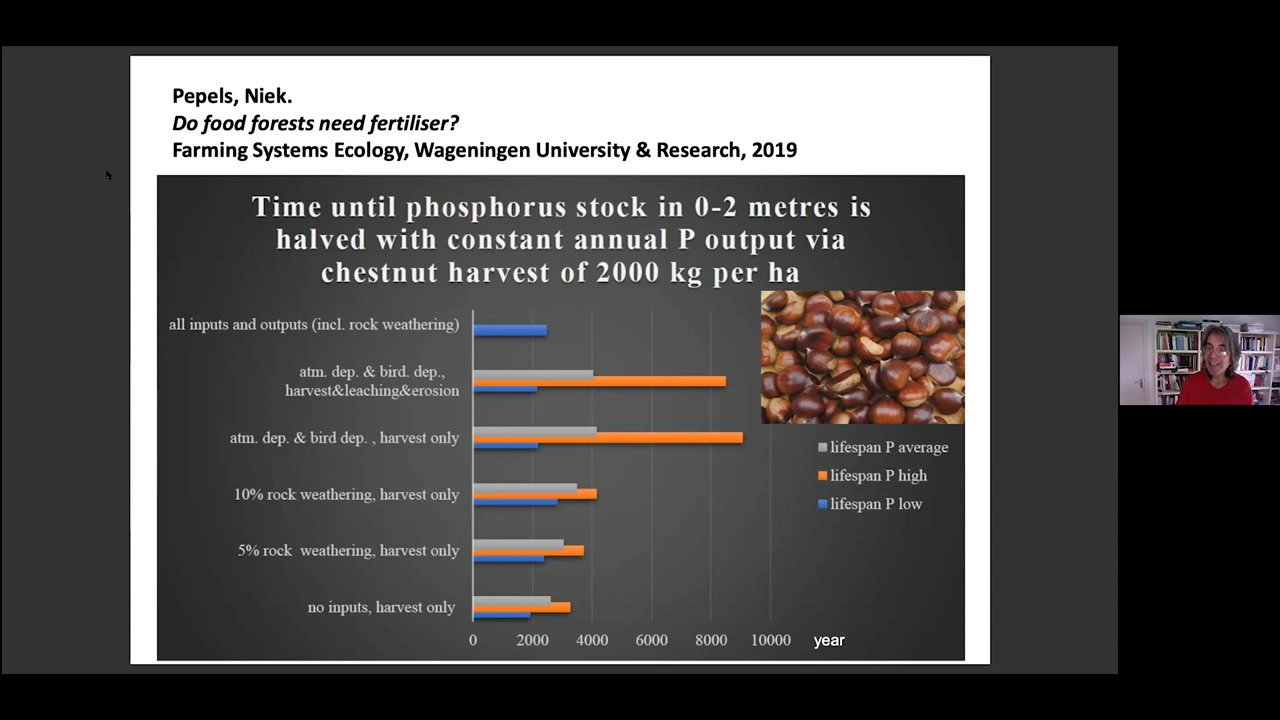 Pepels, Niek.
Do food forests need fertiliser?
Farming Systems Ecology, Wageningen University & Research, 2019
Time until phosphorus stock in 0-2 metres is
halved with constant annual P output via
chestnut harvest of 2000 kg per ha
all inputs and outputs (incl. rock weathering)
atm. dep. & bird. dep.,
harvest&leaching&erosion
atm. dep. & bird dep. , harvest only
10% rock weathering, harvest only
5% rock  weathering, harvest only
no inputs, harvest only
0 2000 4000 6000 8000 10000 year
lifespan P average
lifespan P high
lifespan P low